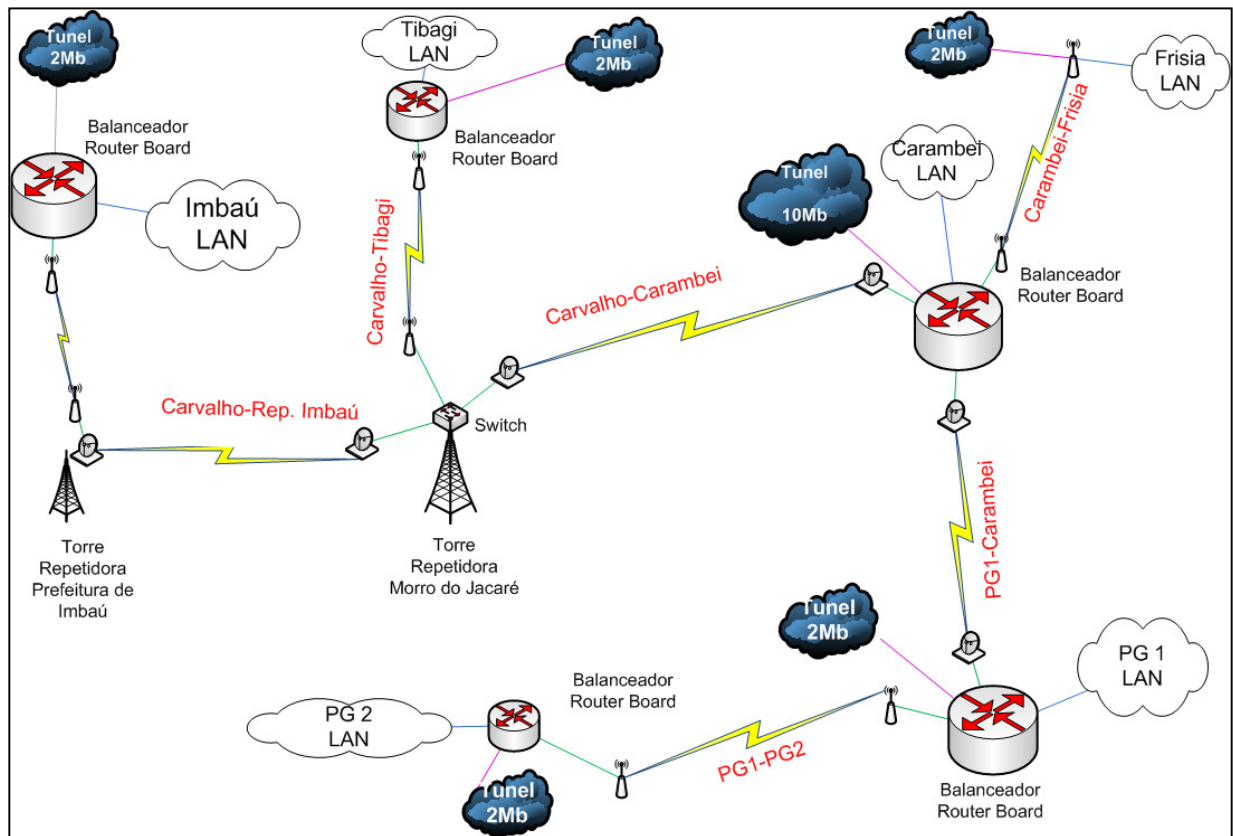 Tunel
2Mb
Balanceador
Router Board
Imbaú
LAN
Tibagi
LAN
Tunel
2Mb
Balanceador
Router Board
Carvalho-Tibagi
Tunel
2Mb
Frisia
LAN
Carambei-Frisia
Carambei
LAN
Tunel
10Mb
Balanceador
Router Board
Carvalho-Carambei
Carvalho-Rep. Imbaú
Switch
Torre
Repetidora
Prefeitura de
Imbaú
Torre
Repetidora
Morro do Jacaré
PG1-Carambei
Tunel
2Mb
PG 1
LAN
Balanceador
Router Board
PG 2
LAN
Tunel
2Mb
PG1-PG2
Balanceador
Router Board